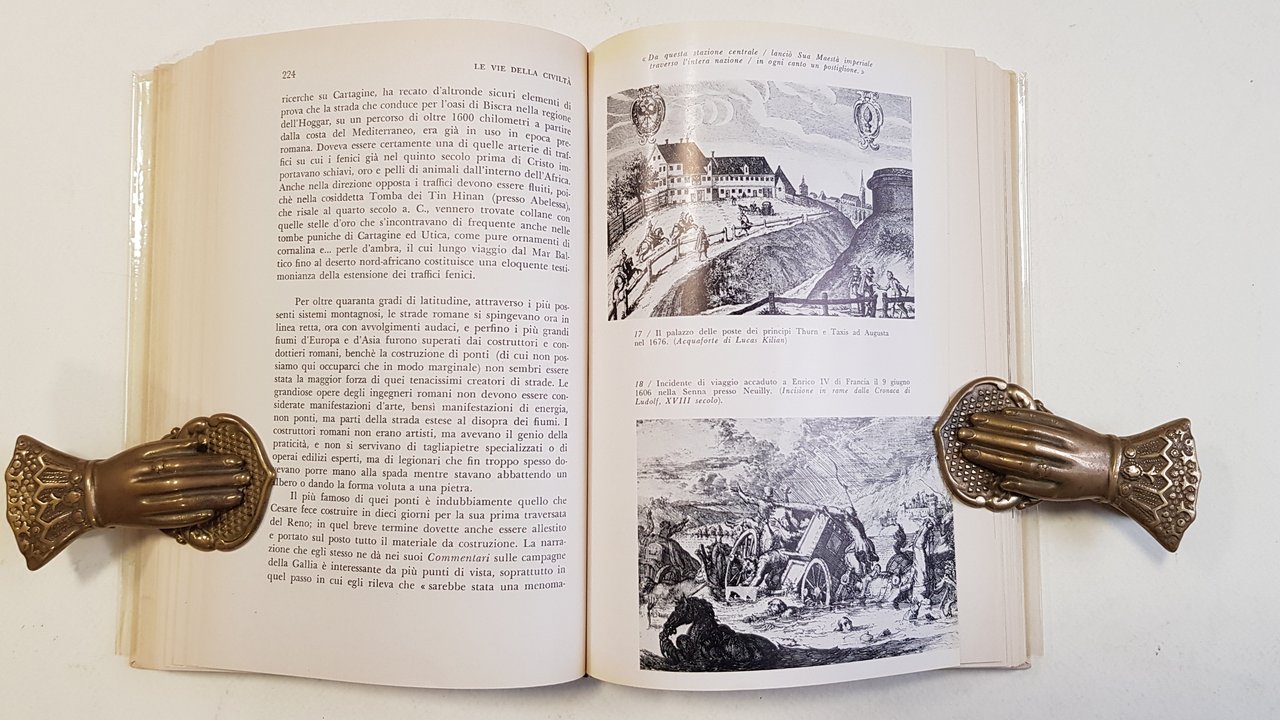 224
LE VIE DELLA CIVILTÀ
ricerche su Cartagine, ha recato d'altronde sicuri elementi di
prova che la strada che conduce per l'oasi di Biscra nella regione
dell'Hoggar, su un percorso di oltre 1600 chilometri a partire
dalla costa del Mediterraneo, era già in uso in epoca pre-
romana. Doveva essere certamente una di quelle arterie di traf-
fici su cui i fenici già nel quinto secolo prima di Cristo im-
portavano schiavi, oro e pelli di animali dall'interno dell'Africa.
Anche nella direzione opposta i traffici devono essere fluiti, poi-
chè nella cosiddetta Tomba dei Tin Hinan (presso Abelessa),
che risale al quarto secolo a. C., vennero trovate collane con
quelle stelle d'oro che s'incontravano di frequente anche nelle
tombe puniche di Cartagine ed Utica, come pure ornamenti di
cornalina e... perle d'ambra, il cui lungo viaggio dal Mar Bal-
tico fino al deserto nord-africano costituisce una eloquente testi-
monianza della estensione dei traffici fenici.
Per oltre quaranta gradi di latitudine, attraverso i più pos-
senti sistemi montagnosi, le strade romane si spingevano ora in
linea retta, ora con avvolgimenti audaci, e perfino i più grandi
fiumi d'Europa e d'Asia furono superati dai costruttori e con-
dottieri romani, benchè la costruzione di ponti (di cui non pos-
siamo qui occuparci che in modo marginale) non sembri essere
stata la maggior forza di quei tenacissimi creatori di strade. Le
grandiose opere degli ingegneri romani non devono essere con-
siderate manifestazioni d'arte, bensì manifestazioni di energia,
non ponti, ma parti della strada estese al disopra dei fiumi. I
costruttori romani non erano artisti, ma avevano il genio della
praticità, e non si servivano di tagliapietre specializzati o di
operai edilizi esperti, ma di legionari che fin troppo spesso do-
vevano porre mano alla spada mentre stavano abbattendo un
albero o dando la forma voluta a una pietra.
Il più famoso di quei ponti è indubbiamente quello che
Cesare fece costruire in dieci giorni per la sua prima traversata
del Reno; in quel breve termine dovette anche essere allestito
e portato sul posto tutto il materiale da costruzione. La narra-
zione che egli stesso ne dà nei suoi Commentari sulle campagne
della Gallia è interessante da più punti di vista, soprattutto in
quel passo in cui egli rileva che « sarebbe stata una menoma-
« Da questa stazione centrale / lanciò Sua Maestà imperiale
traverso l'intera nazione / in ogni canto un postiglione. »
17 / Il palazzo delle poste dei principi Thurn e Taxis ad Augusta
nel 1676. (Acquaforte di Lucas Kilian)
18 / Incidente di viaggio accaduto a Enrico IV di Francia il 9 giugno
1606 nella Senna presso Neuilly. (Incisione in rame dalla Cronaca di
Ludolf, XVIII secolo).